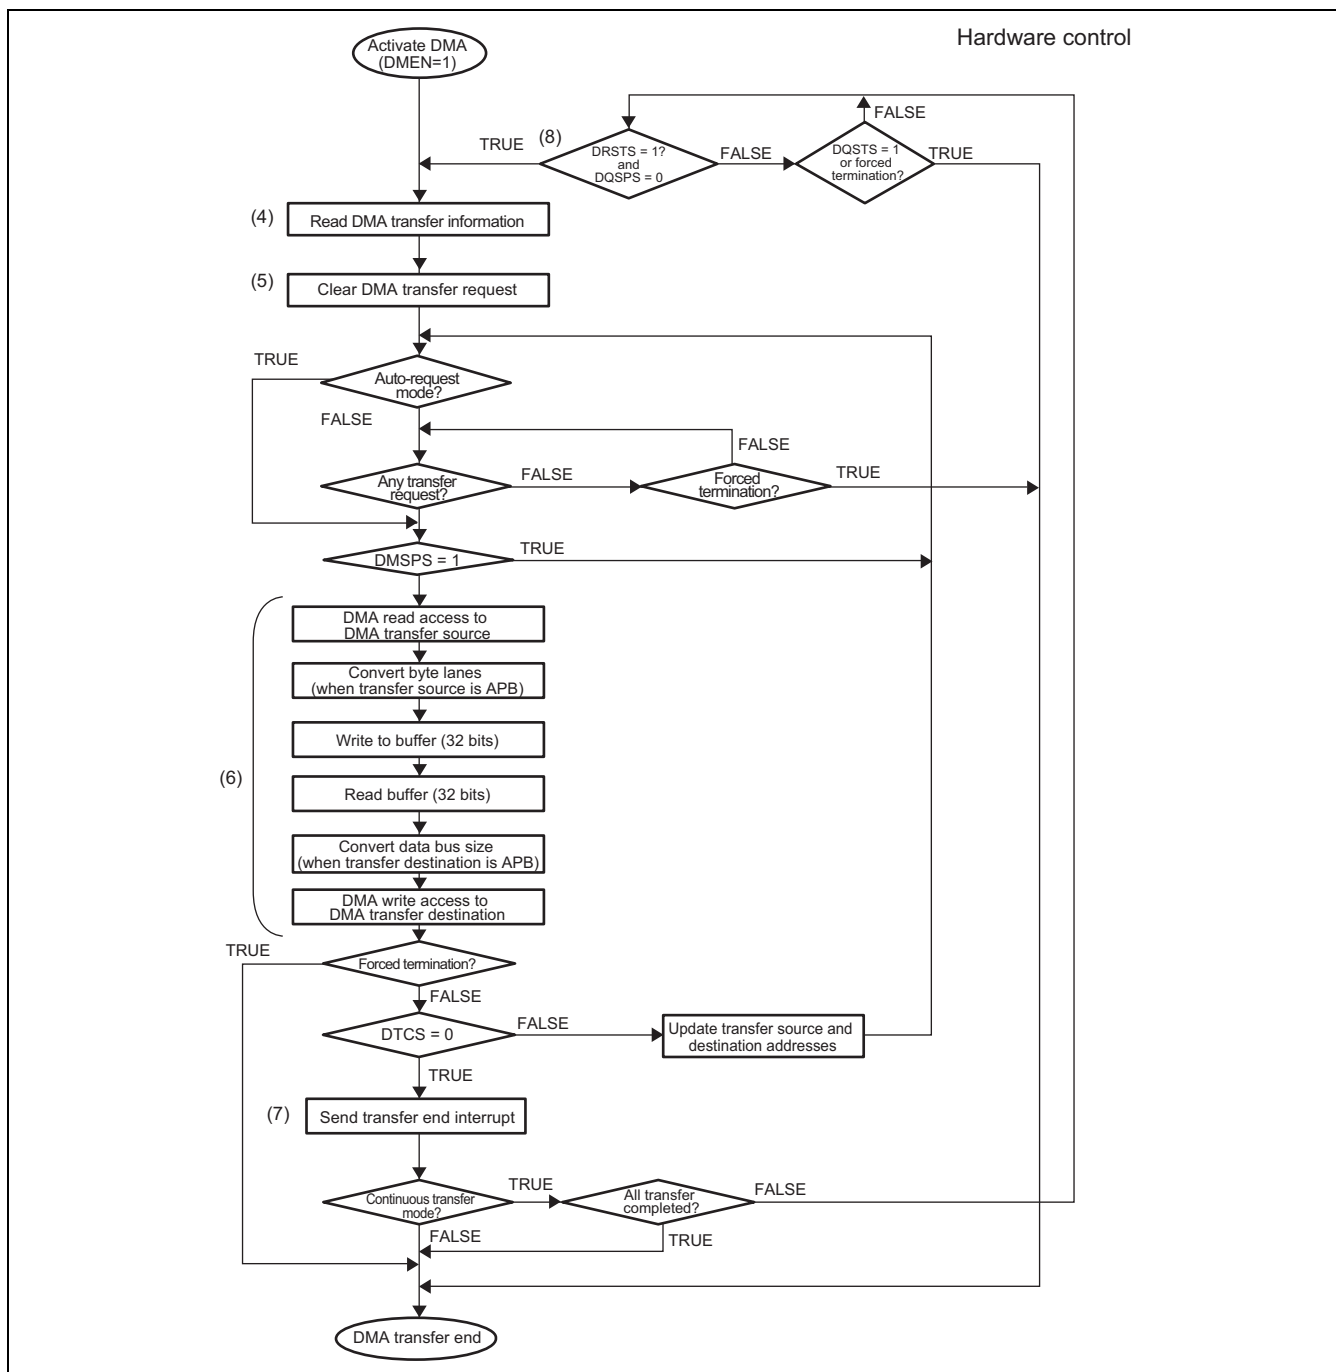 Hardware control
Activate DMA
(DMEN=1)
FALSE
(8)
TRUE
DRSTS = 1?
and
DQSPS = 0
FALSE
DQSTS = 1
or forced
termination?
TRUE
(4)
Read DMA transfer information
(5)
Clear DMA transfer request
TRUE
Auto-request
mode?
FALSE
FALSE
Any transfer
request?
FALSE
Forced
termination?
TRUE
DMSPS = 1
TRUE
(6)
DMA read access to
DMA transfer source
Convert byte lanes
(when transfer source is APB)
Write to buffer (32 bits)
Read buffer (32 bits)
Convert data bus size
(when transfer destination is APB)
DMA write access to
DMA transfer destination
TRUE
Forced termination?
FALSE
DTCS = 0
FALSE
Update transfer source and
destination addresses
TRUE
(7)
Send transfer end interrupt
Continuous transfer
mode?
TRUE
All transfer
completed?
FALSE
FALSE
TRUE
DMA transfer end